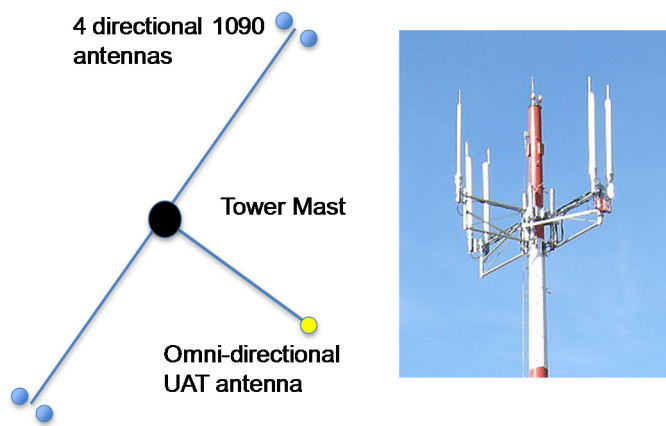 4 directional 1090
antennas
Tower Mast
Omni-directional
UAT antenna